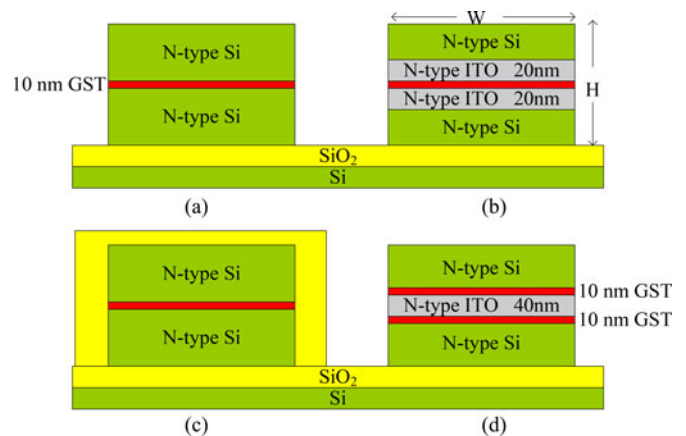 W
N-type Si
N-type Si
10 nm GST
N-type ITO 20nm
H
N-type ITO 20nm
N-type Si
N-type Si
SiO₂
Si
(a)
(b)
N-type Si
N-type Si
10 nm GST
N-type ITO 40nm
10 nm GST
N-type Si
N-type Si
SiO₂
Si
(c)
(d)